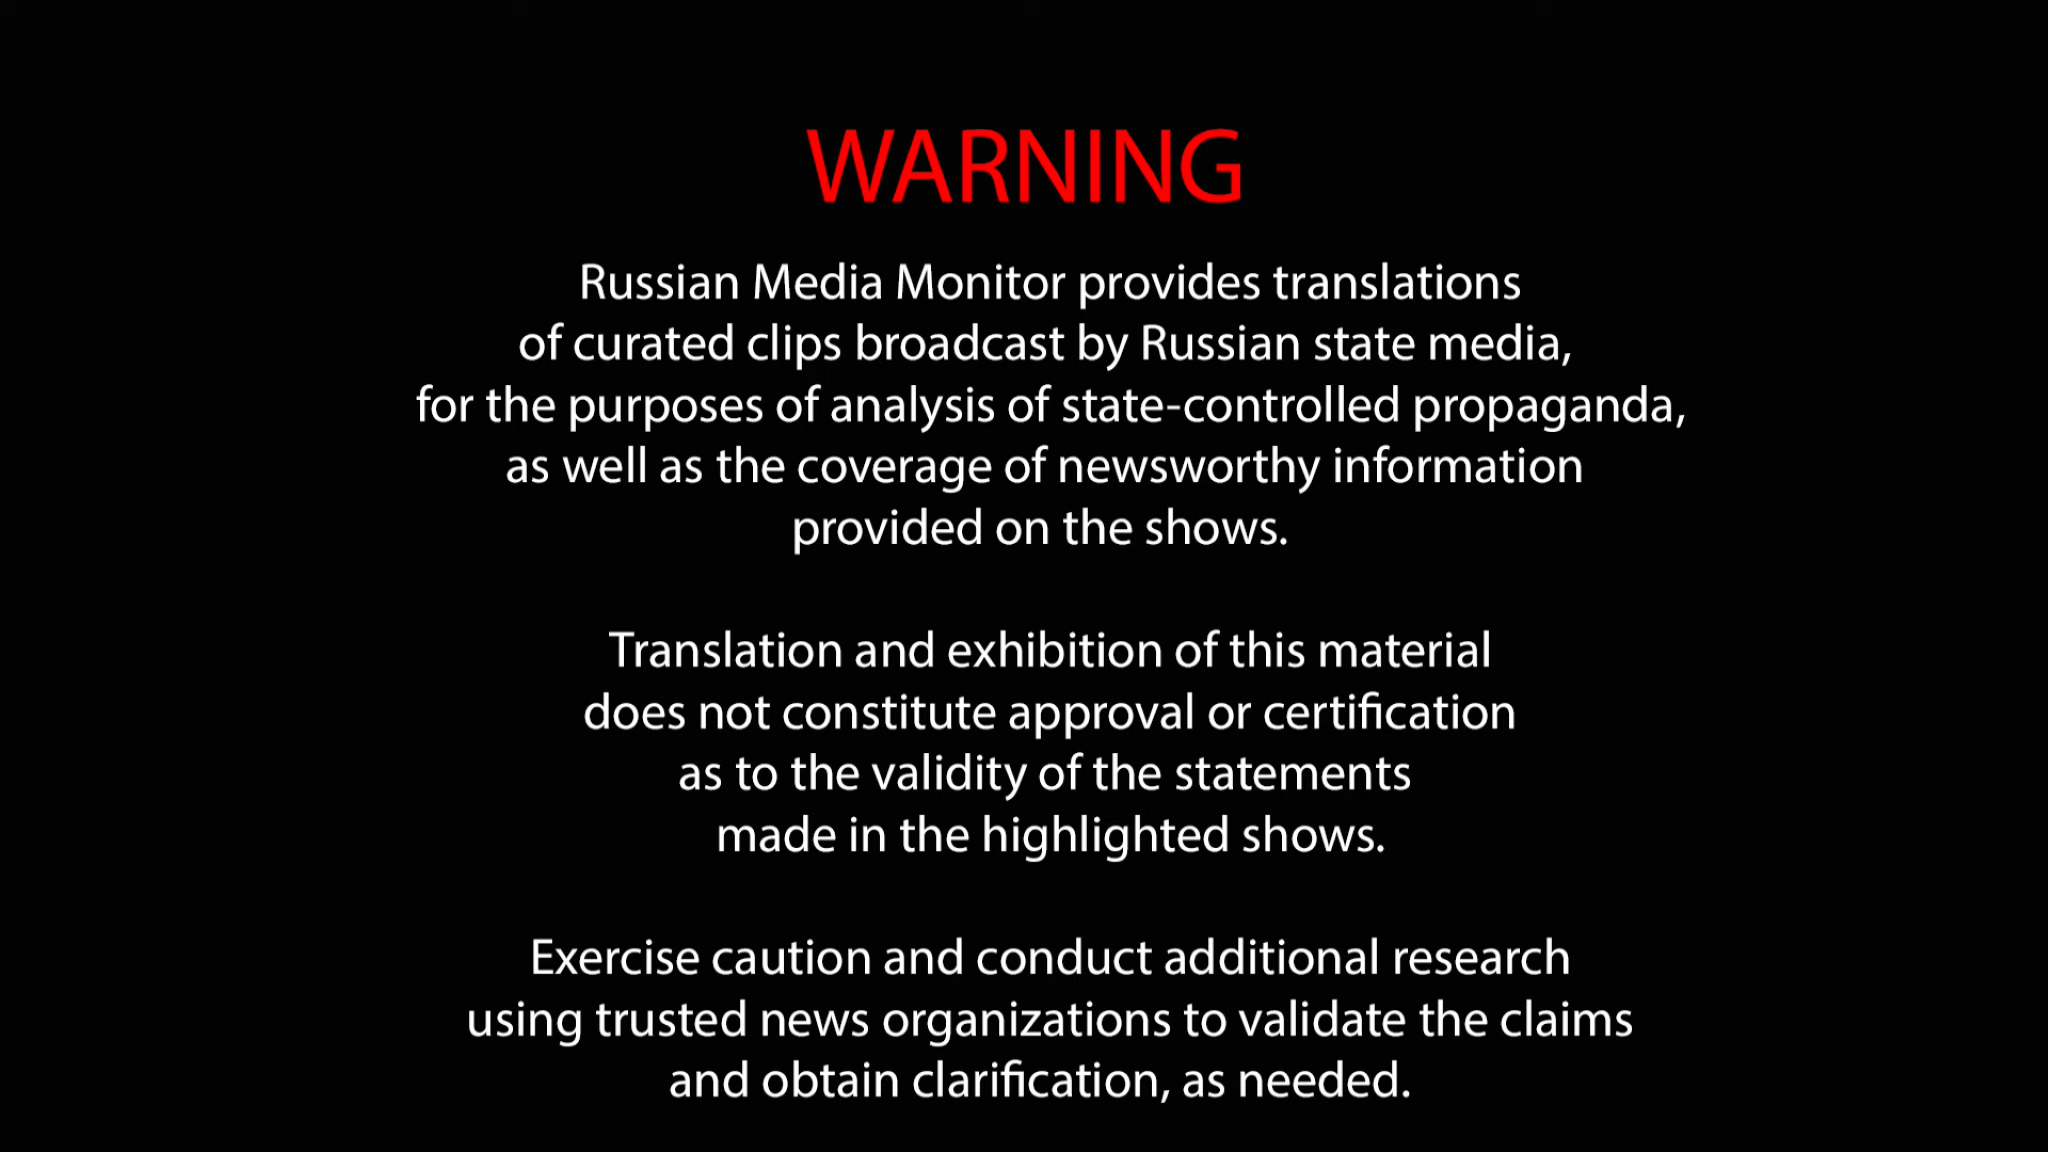 WARNING
Russian Media Monitor provides translations
of curated clips broadcast by Russian state media,
for the purposes of analysis of state-controlled propaganda,
as well as the coverage of newsworthy information
provided on the shows.
Translation and exhibition of this material
does not constitute approval or certification
as to the validity of the statements
made in the highlighted shows.
Exercise caution and conduct additional research
using trusted news organizations to validate the claims
and obtain clarification, as needed.